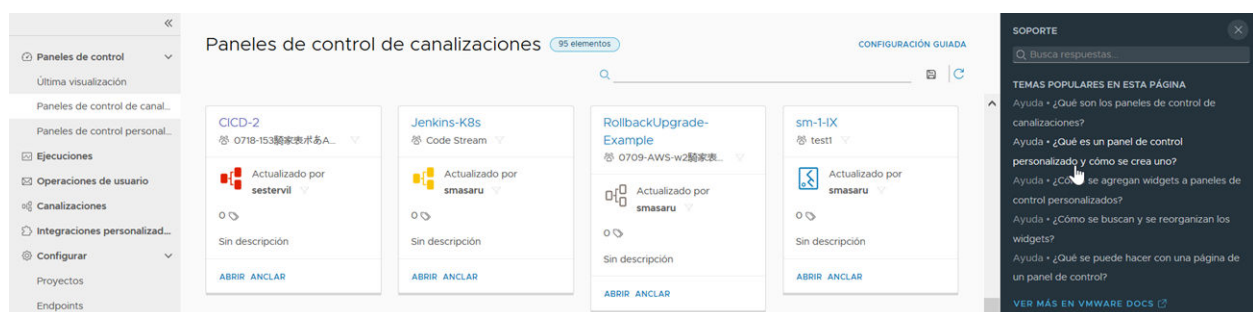 «
Paneles de control
Última visualización
Paneles de control de canal...
Paneles de control personal...
Ejecuciones
Operaciones de usuario
Canalizaciones
Integraciones personalizad...
Configurar
Proyectos
Endpoints
Paneles de control de canalizaciones 95 elementos
CONFIGURACIÓN GUIADA
CICD-2
0718-153騎家表ポあA...
Actualizado por
sestervil
0
Sin descripción
ABRIR ANCLAR
Jenkins-K8s
Code Stream
Actualizado por
smasaru
0
Sin descripción
ABRIR ANCLAR
RollbackUpgrade-
Example
0709-AWS-w2騎家表...
Actualizado por
smasaru
0
Sin descripción
ABRIR ANCLAR
sm-1-IX
test1
Actualizado por
smasaru
0
Sin descripción
ABRIR ANCLAR
SOPORTE
Busca respuestas...
TEMAS POPULARES EN ESTA PÁGINA
Ayuda • ¿Qué son los paneles de control de
canalizaciones?
Ayuda • ¿Qué es un panel de control
personalizado y cómo se crea uno?
Ayuda • se agregan widgets a paneles de
control personalizados?
Ayuda • ¿Cómo se buscan y se reorganizan los
widgets?
Ayuda • ¿Qué se puede hacer con una página de
un panel de control?
VER MÁS EN VMWARE DOCS